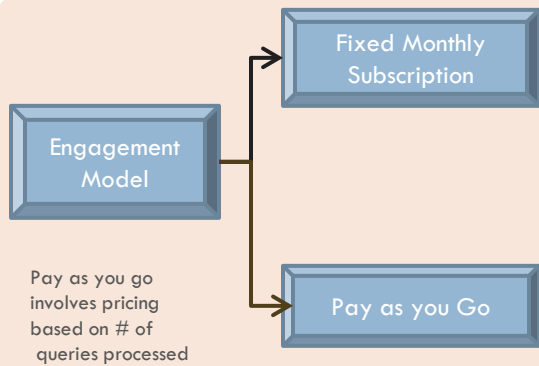 Fixed Monthly
Subscription
Engagement
Model
Pay as you go
involves pricing
based on # of
queries processed
Pay as you Go